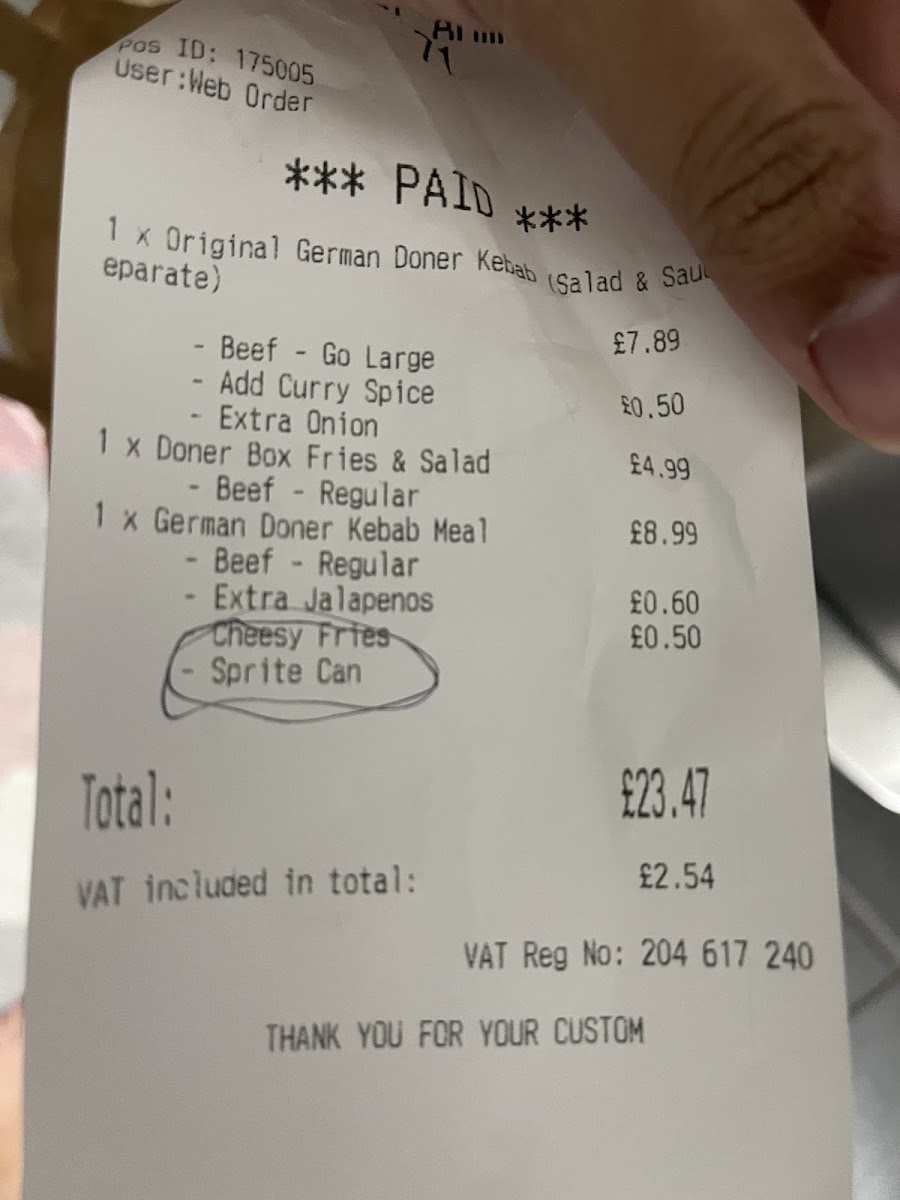 71
Pos ID: 175005
User:Web Order
*** PAID ***
1 x Original German Doner Kebab (Salad &
eparate)
£7.89
- Beef - Go Large
- Add Curry Spice £0.50
- Extra Onion
1 x Doner Box Fries & Salad £4.99
- Beef - Regular
1 x German Doner Kebab Meal £8.99
- Beef - Regular
- Extra Jalapenos £0.60
Cheesy Fries £0.50
- Sprite Can
Total: £23.47
VAT included in total: £2.54
VAT Reg No: 204 617 240
THANK YOU FOR YOUR CUSTOM